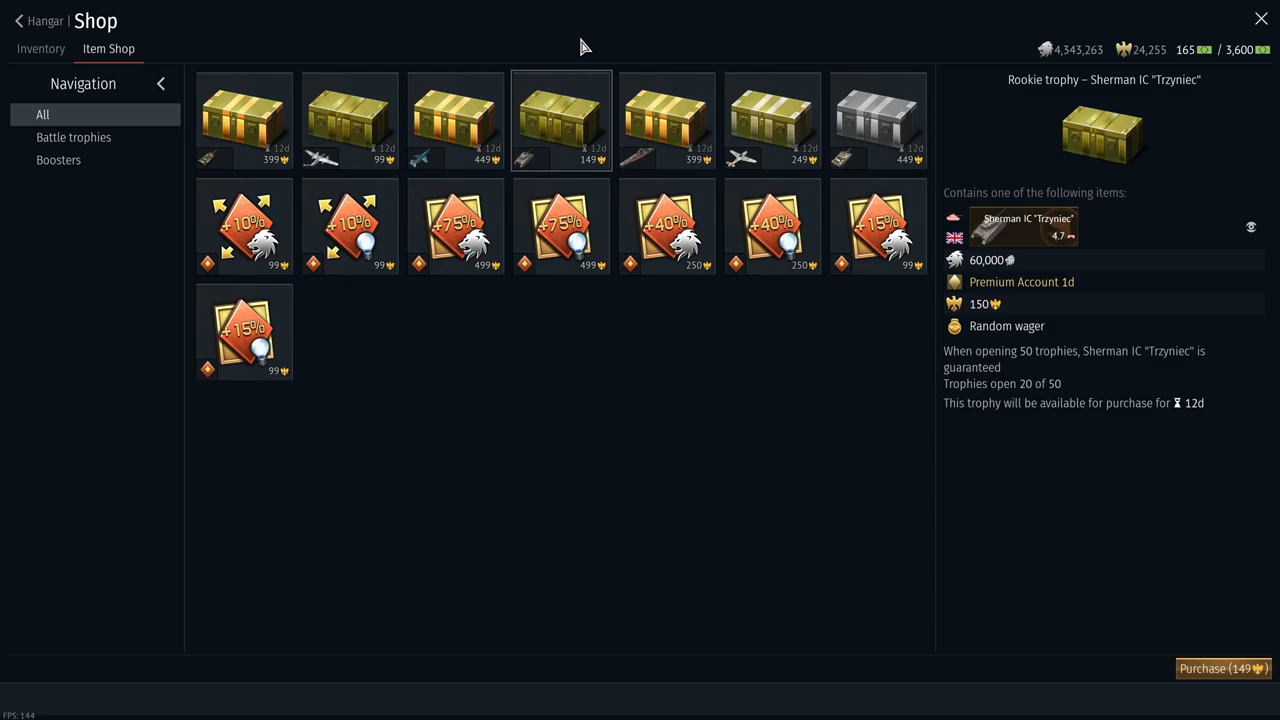 Hangar | Shop
Inventory Item Shop
4,343,263 24,255 165 / 3,600
Navigation
All
Battle trophies
Boosters
12d 12d 12d 12d 12d 12d 12d
399 99 449 149 399 249 449
+10% +10% +75% +75% +40% +40% +15%
99 99 499 499 250 250 99
+15%
99
Rookie trophy – Sherman IC "Trzyniec"
Contains one of the following items:
Sherman IC "Trzyniec"
4.7
60,000
Premium Account 1d
150
Random wager
When opening 50 trophies, Sherman IC "Trzyniec" is
guaranteed
Trophies open 20 of 50
This trophy will be available for purchase for 12d
Purchase (149)
FPS: 144